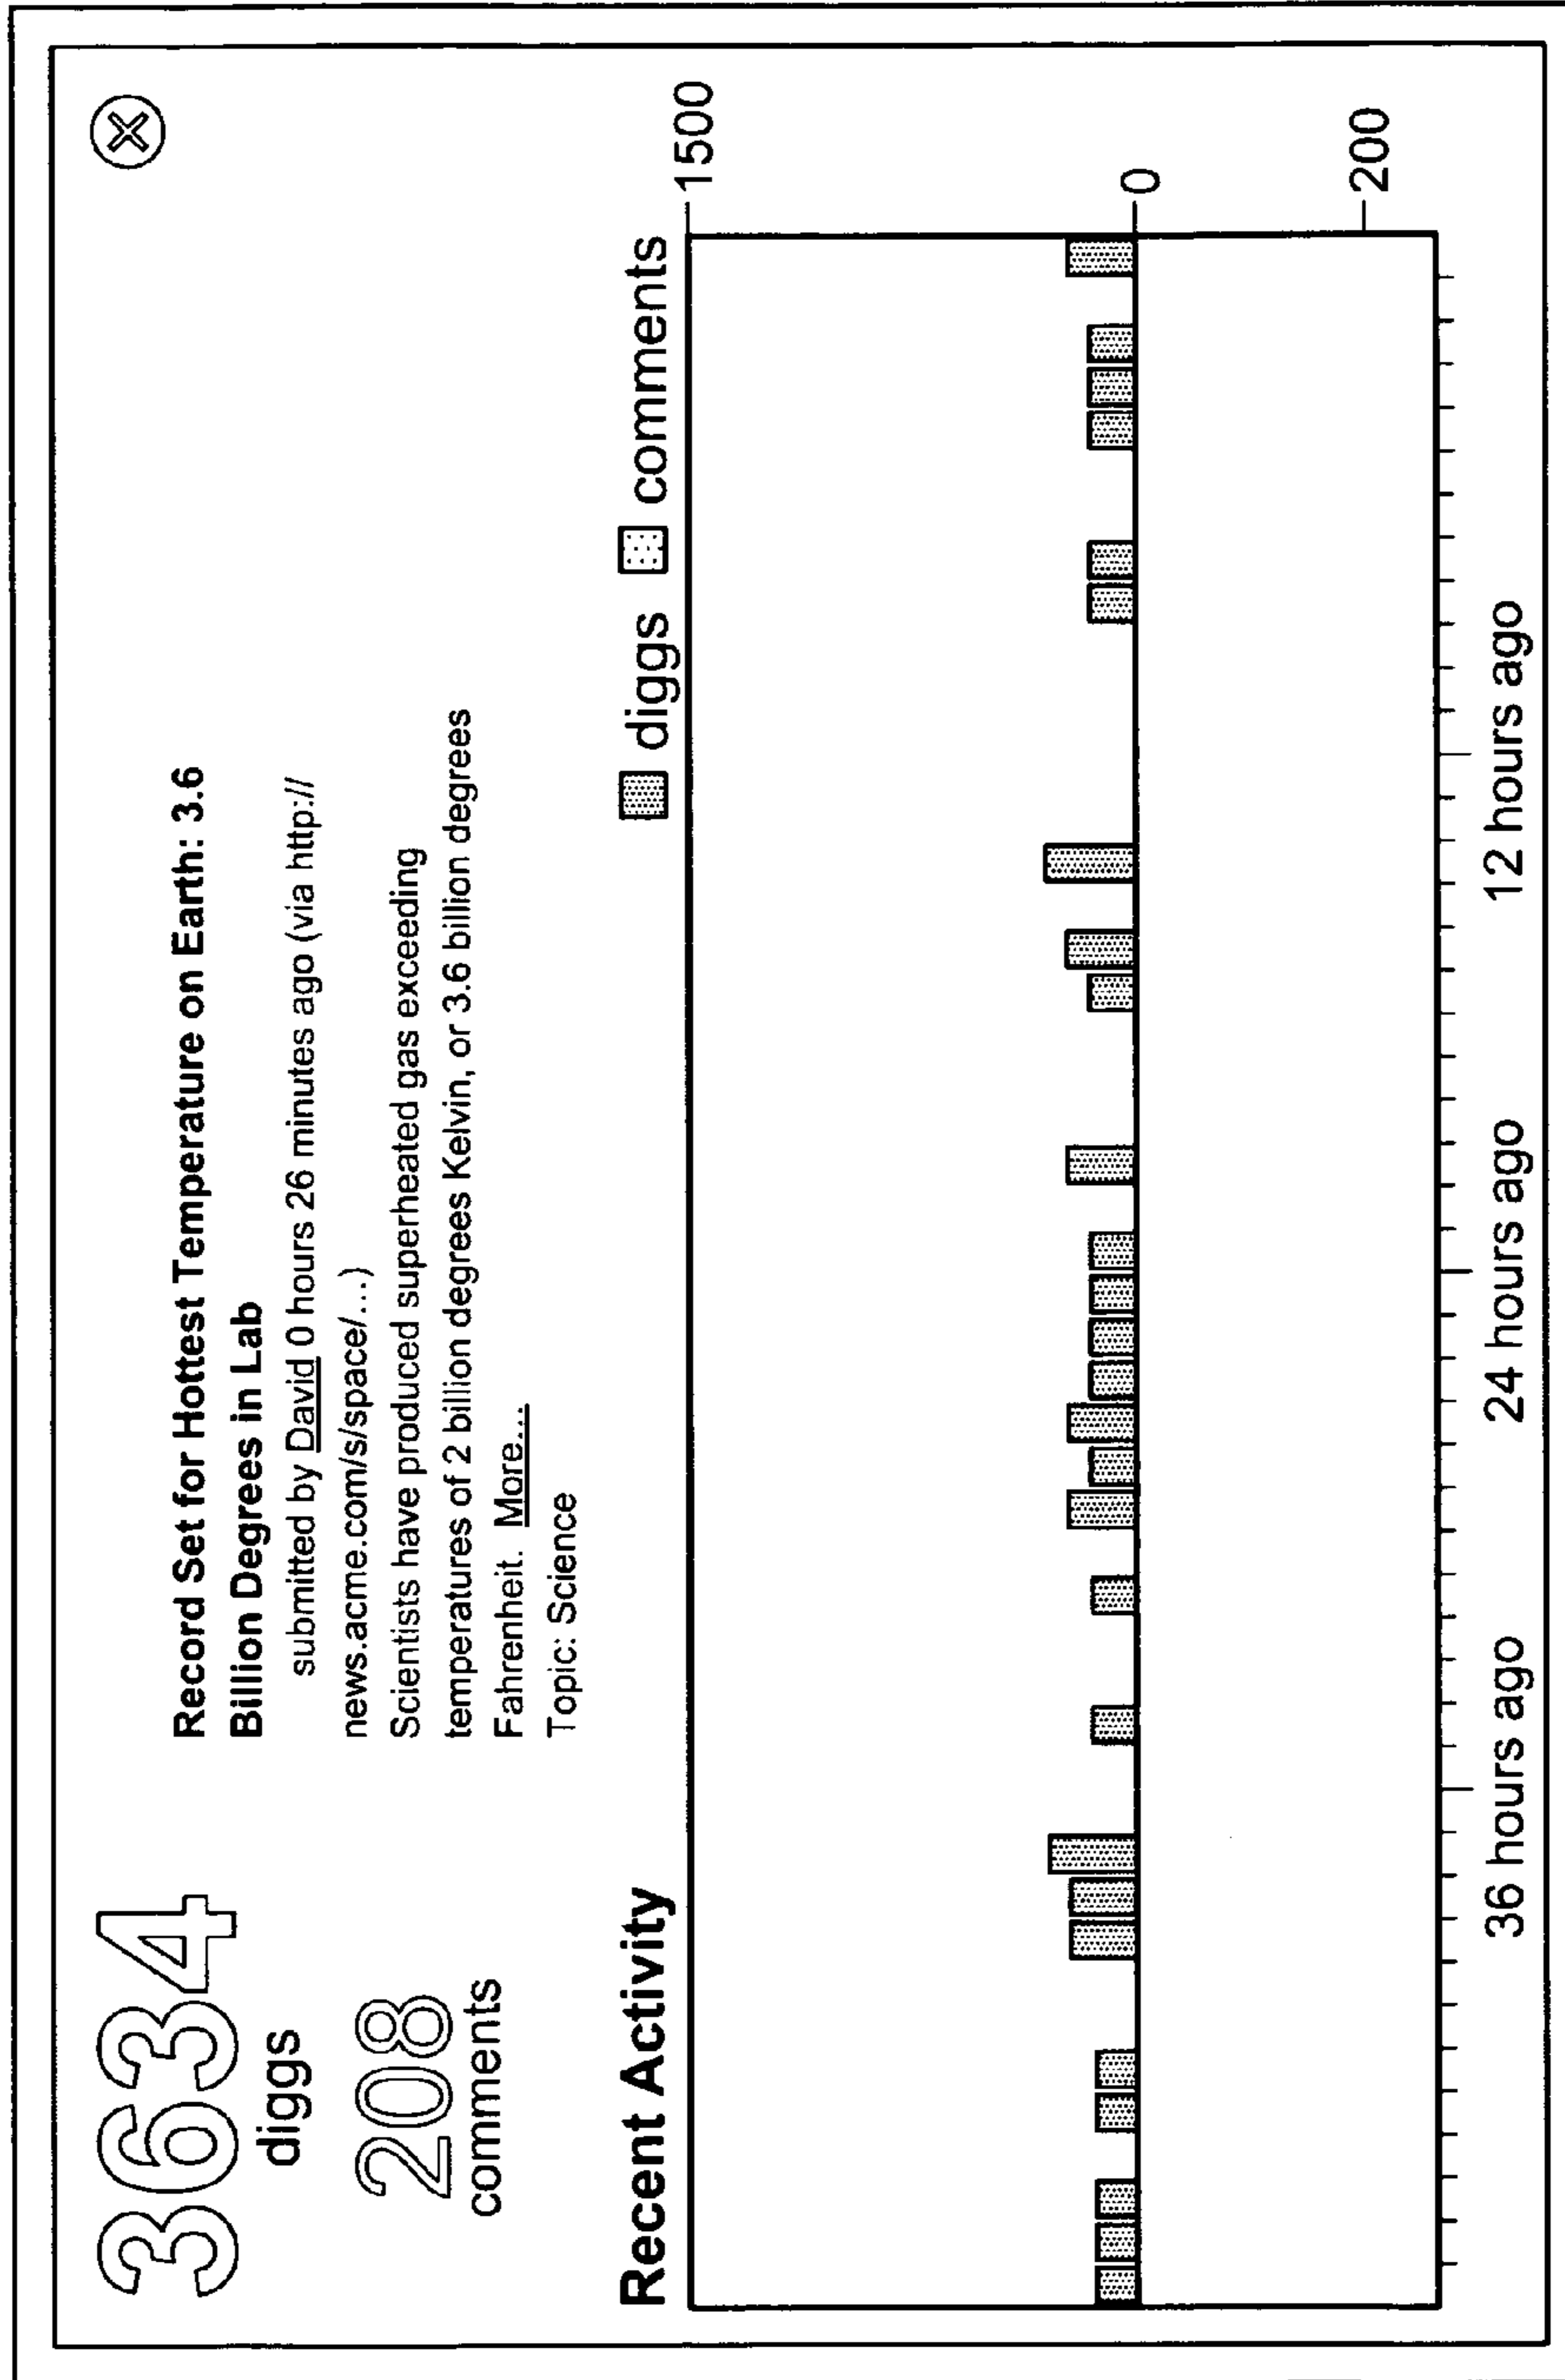 3634
diggs
208
comments
Record Set for Hottest Temperature on Earth: 3.6
Billion Degrees in Lab
submitted by David 0 hours 26 minutes ago (via http://
news.acme.com/s/space/...)
Scientists have produced superheated gas exceeding
temperatures of 2 billion degrees Kelvin, or 3.6 billion degrees
Fahrenheit. More...
Topic: Science
Recent Activity
diggs comments
1500
0
200
36 hours ago 24 hours ago 12 hours ago